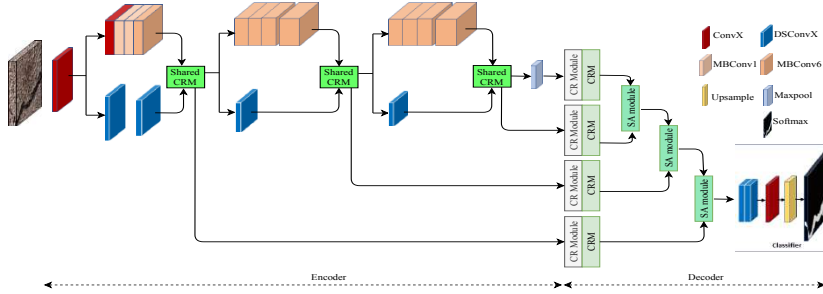 ConvX
DSConvX
MBConv1
MBConv6
Upsample
Maxpool
Softmax
Shared
CRM
Shared
CRM
Shared
CRM
CR Module
CRM
CR Module
CRM
CR Module
CRM
CR Module
CRM
SA module
SA module
SA module
Classifier
Encoder
Decoder